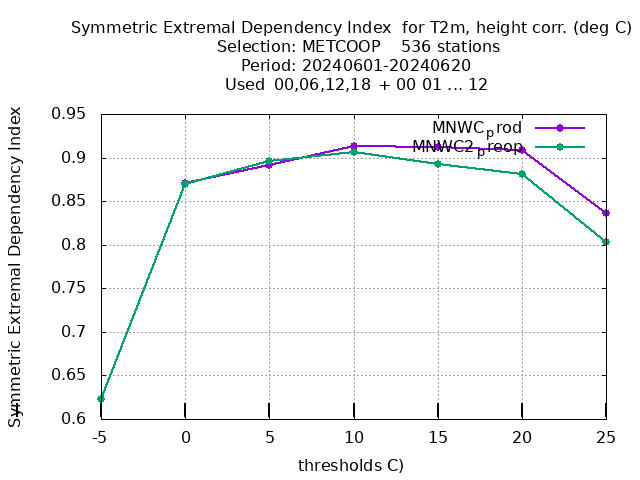 Symmetric Extremal Dependency Index for T2m, height corr. (deg C)
Selection: METCOOP 536 stations
Period: 20240601-20240620
Used 00,06,12,18 + 00 01 ... 12
Symmetric Extremal Dependency Index
0.95
0.9
0.85
0.8
0.75
0.7
0.65
0.6
MNWC_prod
MNWC2_preop
-5 0 5 10 15 20 25
thresholds C)